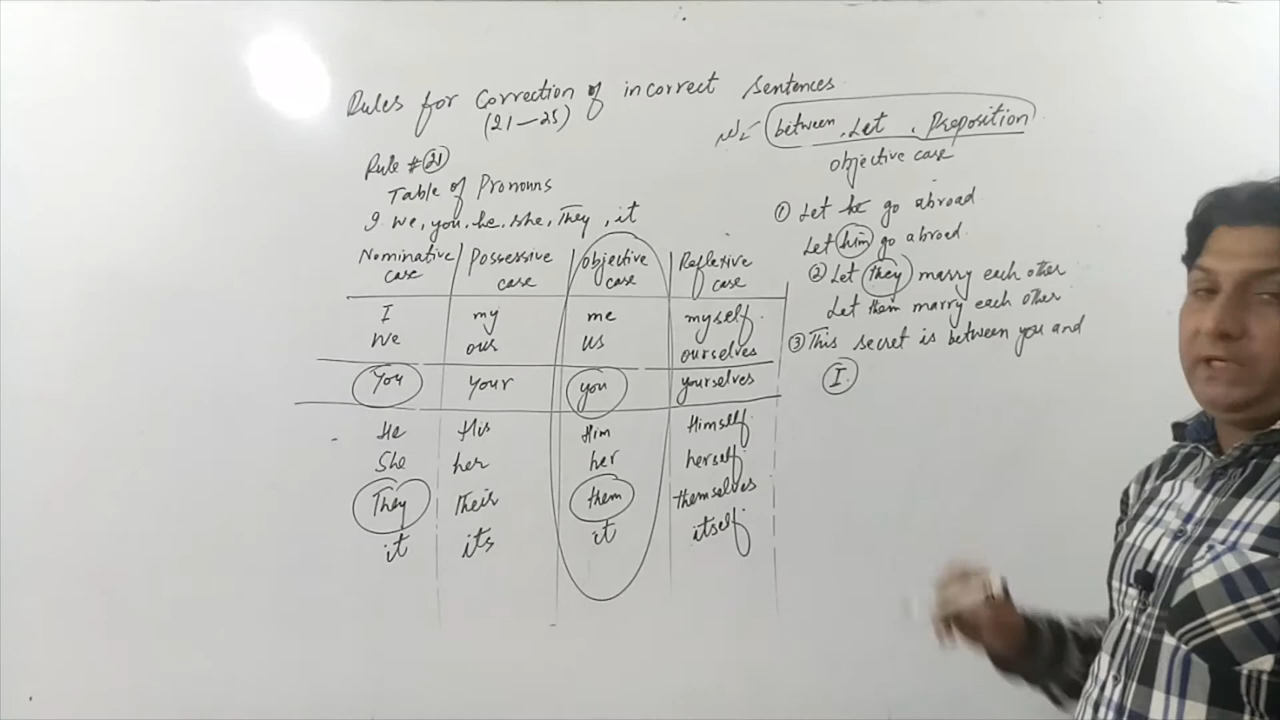 Rules for Correction of incorrect sentences
(21-25)
Rule # 21
Table of Pronouns
I. We, you, he, she, They, it
Nominative case | Possessive case | objective case | Reflexive case
I | my | me | myself
We | our | us | ourselves
You | Your | you | yourselves
He | His | Him | Himself
She | her | her | herself
They | Their | them | themselves
it | its | it | itself
between, Let, Preposition
objective case
① Let he go abroad
Let him go abroad.
② Let They marry each other
Let them marry each other
③ This secret is between you and
I.